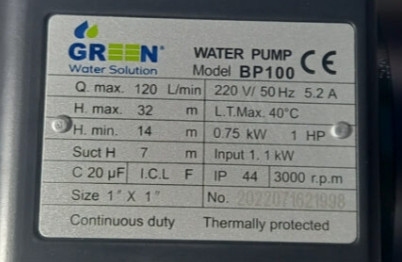 GREEN
Water Solution
WATER PUMP CE
Model BP100
Q. max. 120 L/min 220 V/ 50 Hz 5.2 A
H. max. 32 m L.T.Max. 40°C
H. min. 14 m 0.75 kW 1 HP
Suct H 7 m Input 1. 1 kW
C 20 µF I.C.L F IP 44 3000 r.p.m
Size 1" X 1" No. 2022071621998
Continuous duty Thermally protected